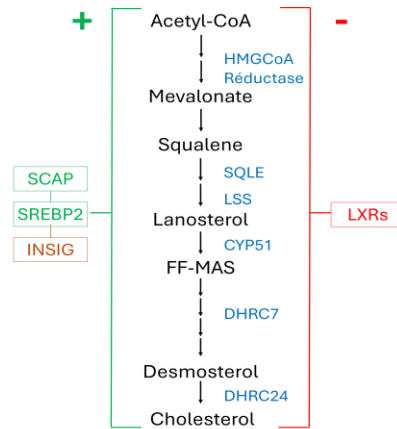 +
-
Acetyl-CoA
HMGCoA
Réductase
Mevalonate
Squalene
SQLE
LSS
Lanosterol
CYP51
FF-MAS
DHRC7
Desmosterol
DHRC24
Cholesterol
SCAP
SREBP2
INSIG
LXRs